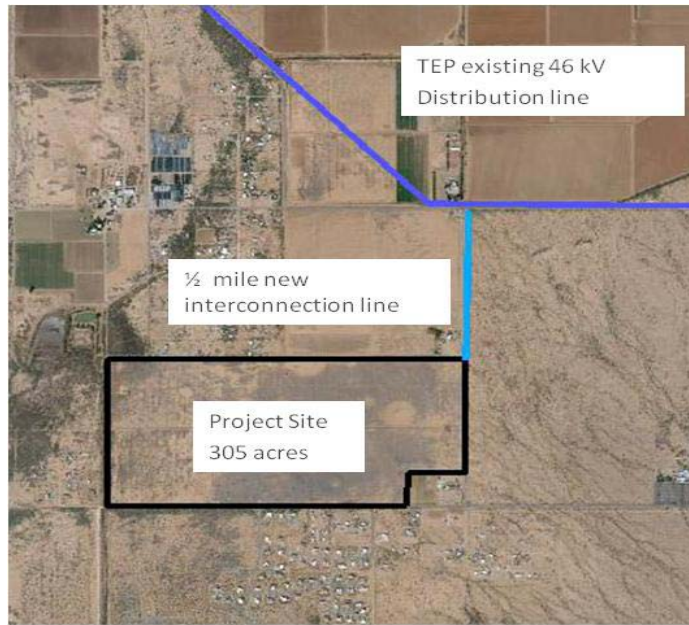 TEP existing 46 kV
Distribution line
½ mile new
interconnection line
Project Site
305 acres